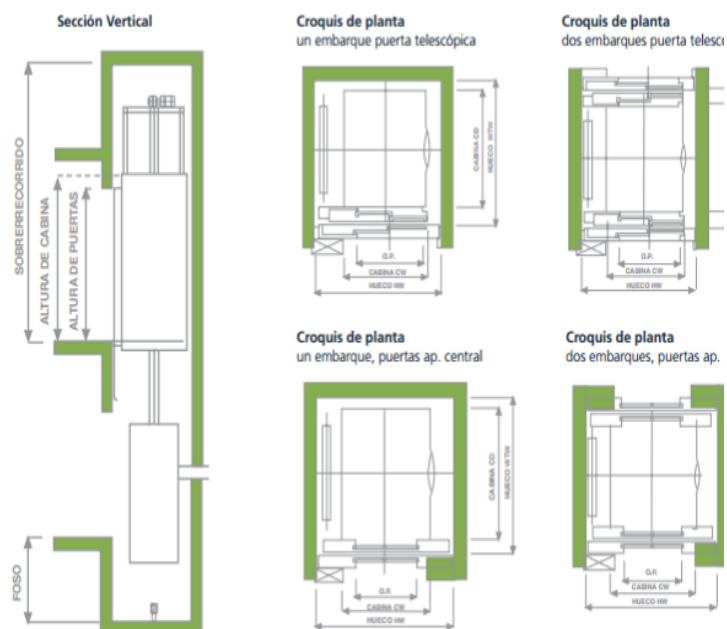 Sección Vertical
SOBRERRECORRIDO
ALTURA DE CABINA
ALTURA DE PUERTAS
FOSO
Croquis de planta
un embarque puerta telescópica
CABINA CD
HUECO WTW
O.P.
CABINA CW
HUECO HW
Croquis de planta
dos embarques puerta telesc
O.P.
CABINA CW
HUECO HW
Croquis de planta
un embarque, puertas ap. central
CABINA CD
HUECO WTW
O.P.
CABINA CW
HUECO HW
Croquis de planta
dos embarques, puertas ap.
O.P.
CABINA CW
HUECO HW